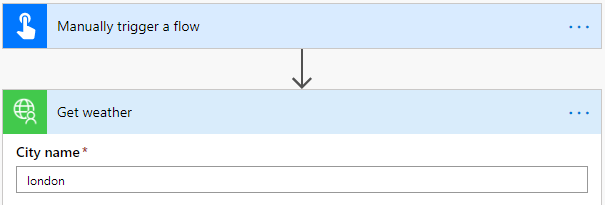 Manually trigger a flow
Get weather
City name*
london